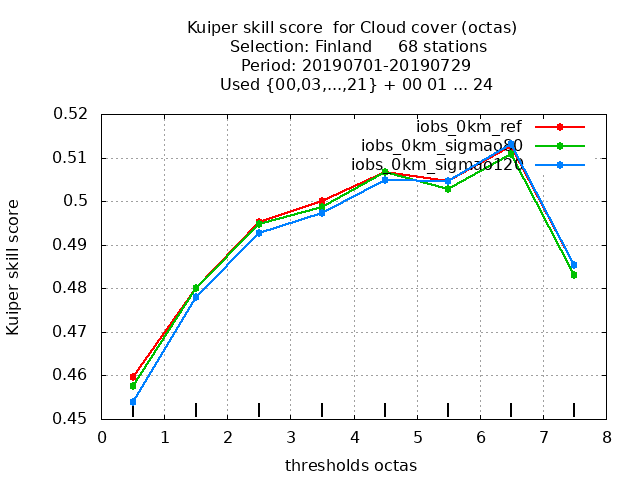 Kuiper skill score  for Cloud cover (octas)
Selection: Finland     68 stations
Period: 20190701-20190729
Used {00,03,...,21} + 00 01 ... 24
0.52
0.51
0.5
0.49
0.48
0.47
0.46
0.45
Kuiper skill score
iobs_0km_ref
iobs_0km_sigmao80
iobs_0km_sigmao120
0 1 2 3 4 5 6 7 8
thresholds octas